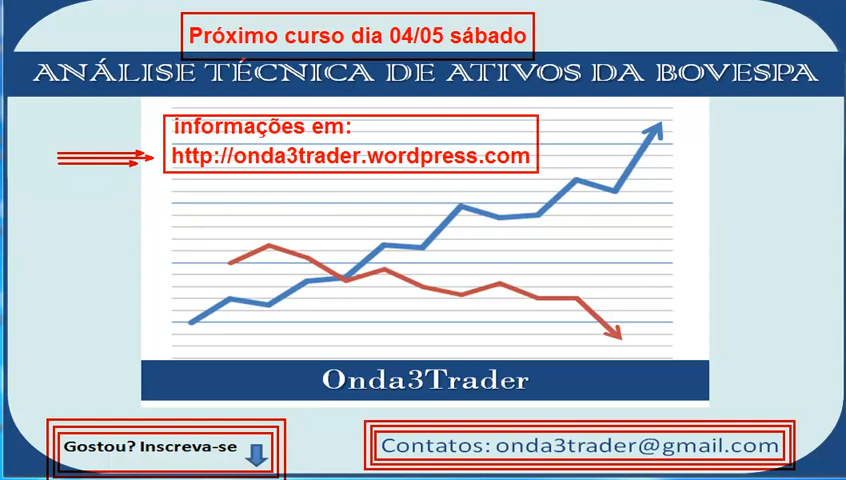 Próximo curso dia 04/05 sábado
ANÁLISE TÉCNICA DE ATIVOS DA BOVESPA
informações em:
http://onda3trader.wordpress.com
Onda3Trader
Gostou? Inscreva-se
Contatos: onda3trader@gmail.com